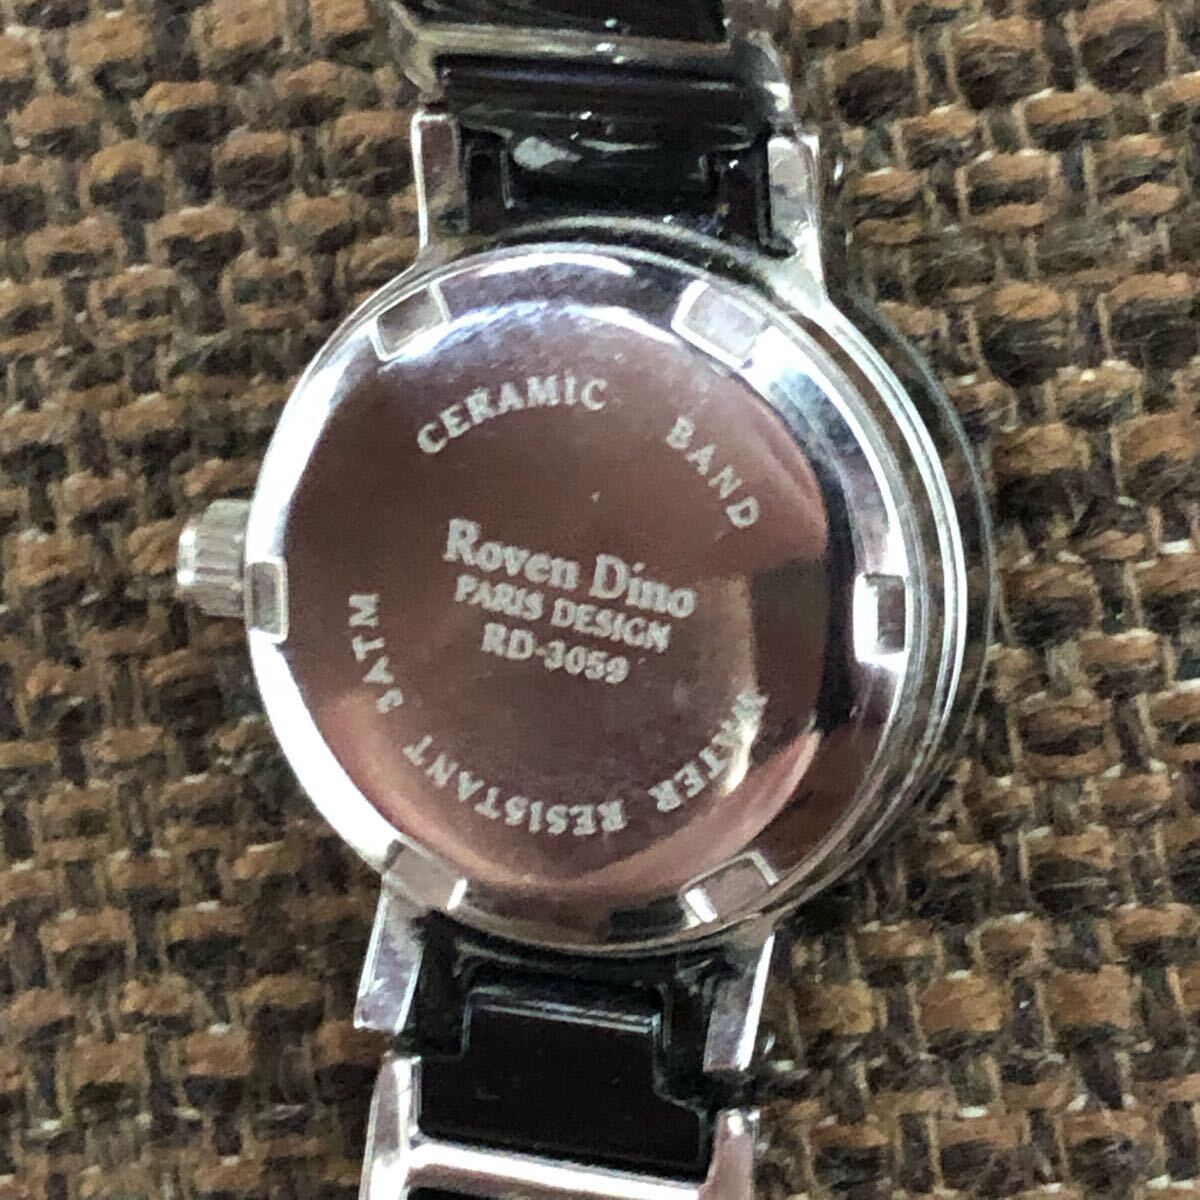 CERAMIC BAND
Roven Dino
PARIS DESIGN
RD-3059
WATER RESISTANT 3ATM